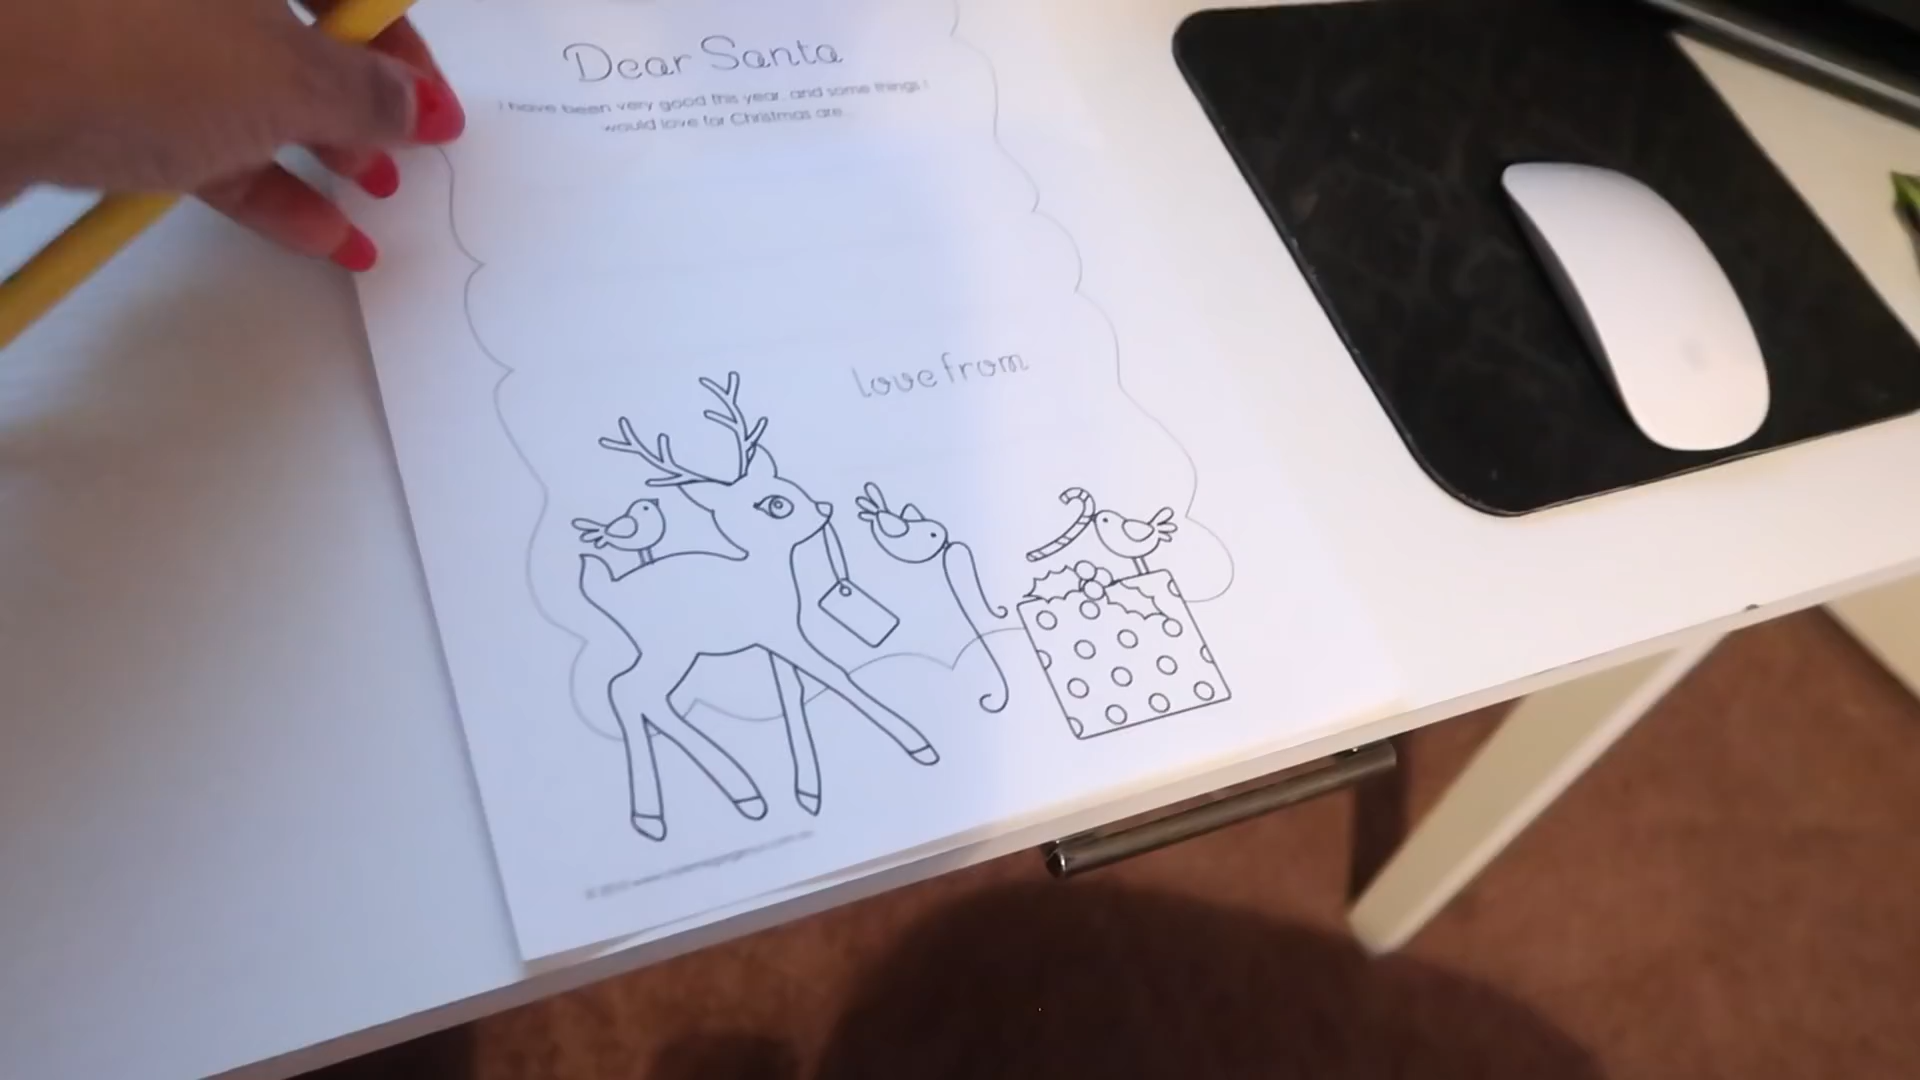 Dear Santa
I have been very good this year, and some things I
would love for Christmas are...
love from